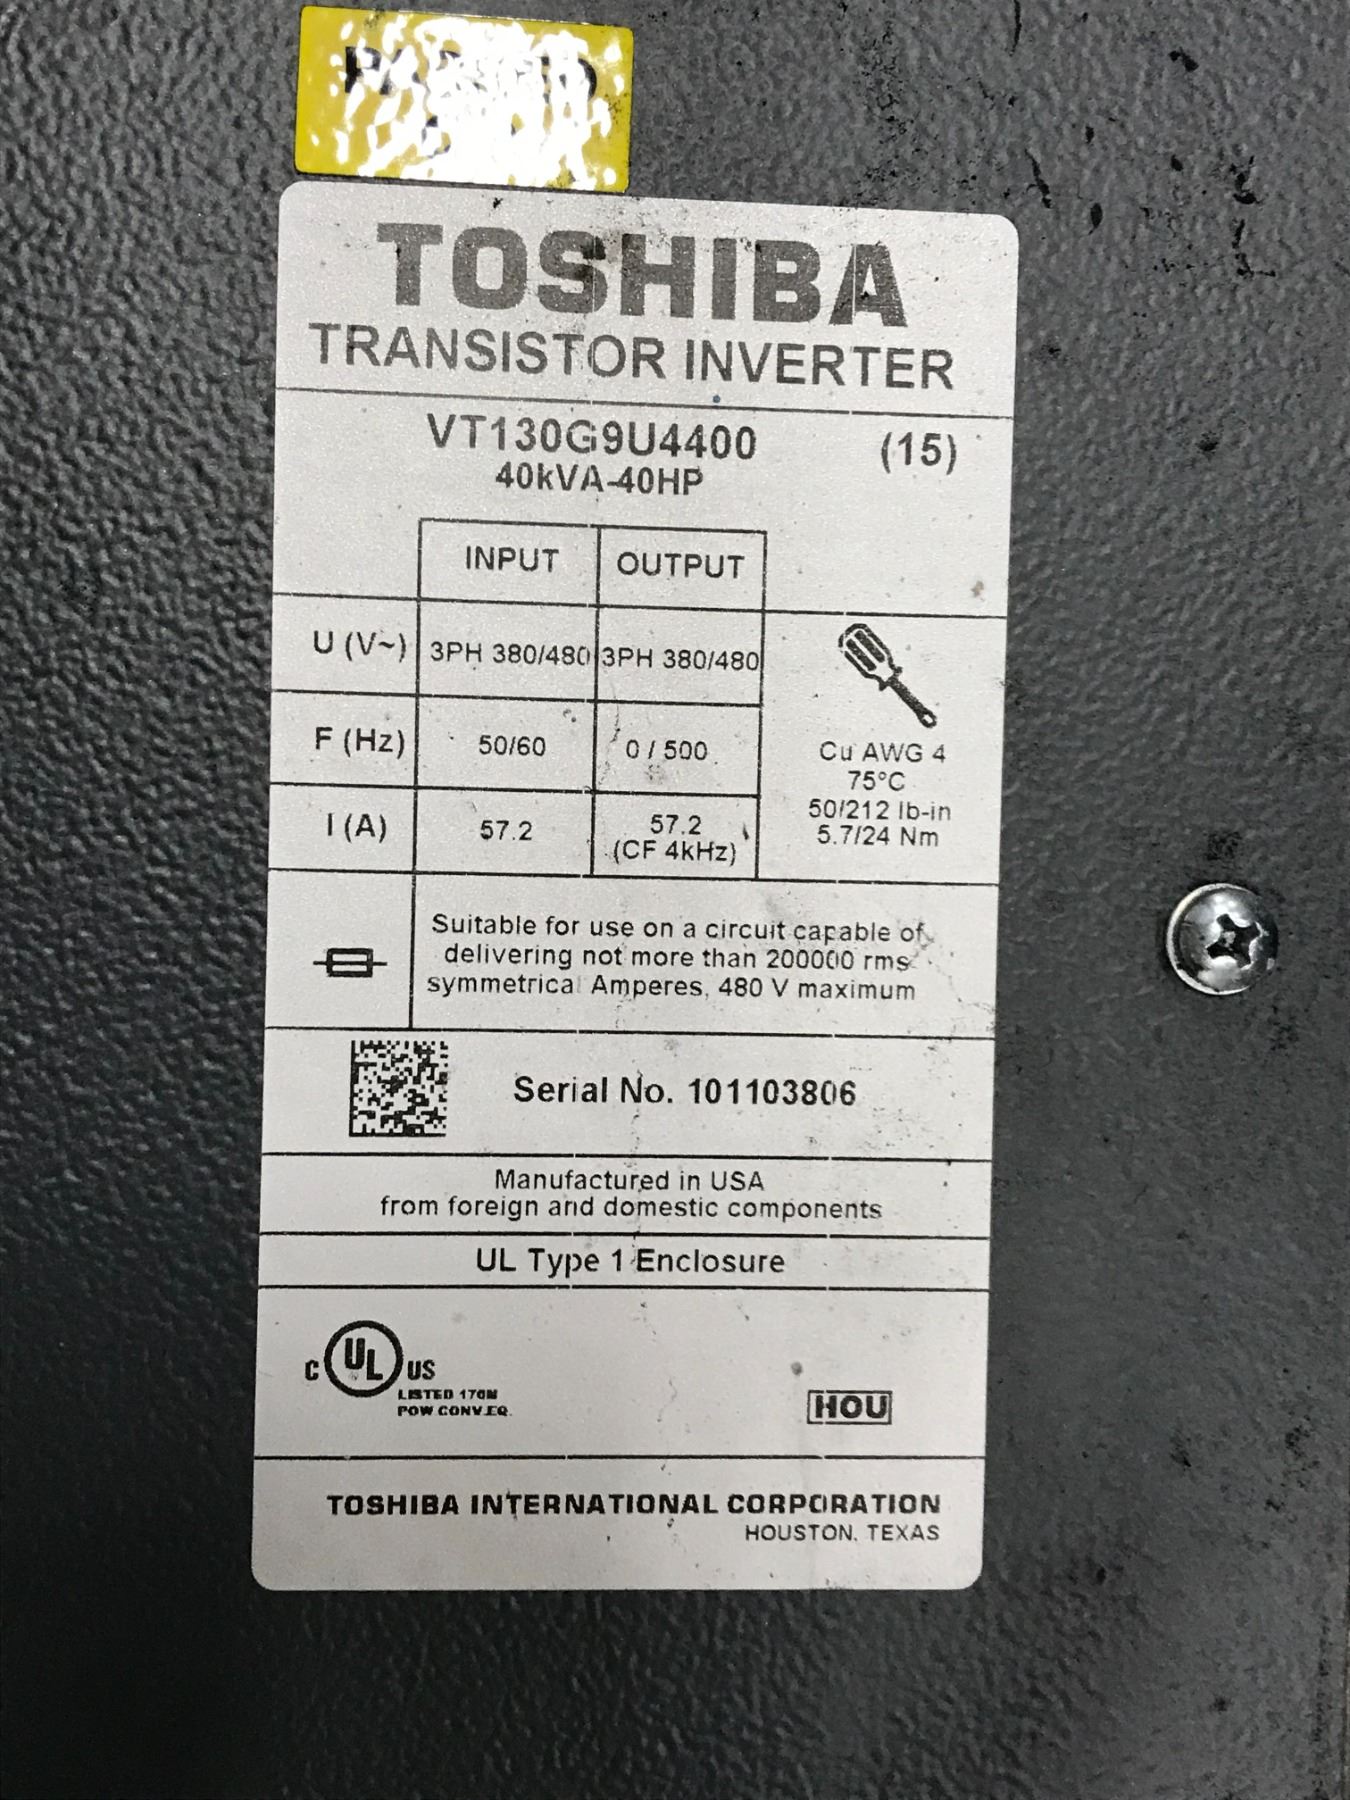 TOSHIBA
TRANSISTOR INVERTER
VT130G9U4400 (15)
40kVA-40HP
INPUT OUTPUT
U (V~) 3PH 380/480 3PH 380/480
F (Hz) 50/60 0 / 500
I (A) 57.2 57.2
(CF 4kHz)
Cu AWG 4
75°C
50/212 lb-in
5.7/24 Nm
Suitable for use on a circuit capable of
delivering not more than 200000 rms
symmetrical Amperes, 480 V maximum
Serial No. 101103806
Manufactured in USA
from foreign and domestic components
UL Type 1 Enclosure
C UL US
LISTED 170M
POW CONV.EQ.
HOU
TOSHIBA INTERNATIONAL CORPORATION
HOUSTON, TEXAS